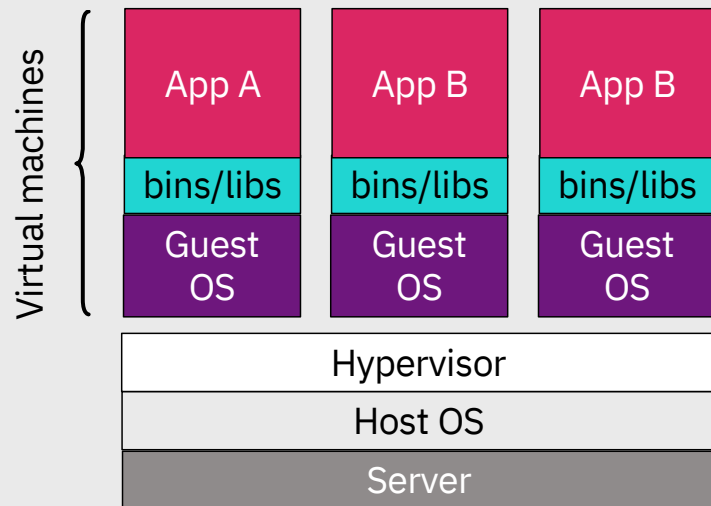 Virtual machines
App A
App B
App B
bins/libs
bins/libs
bins/libs
Guest
OS
Guest
OS
Guest
OS
Hypervisor
Host OS
Server